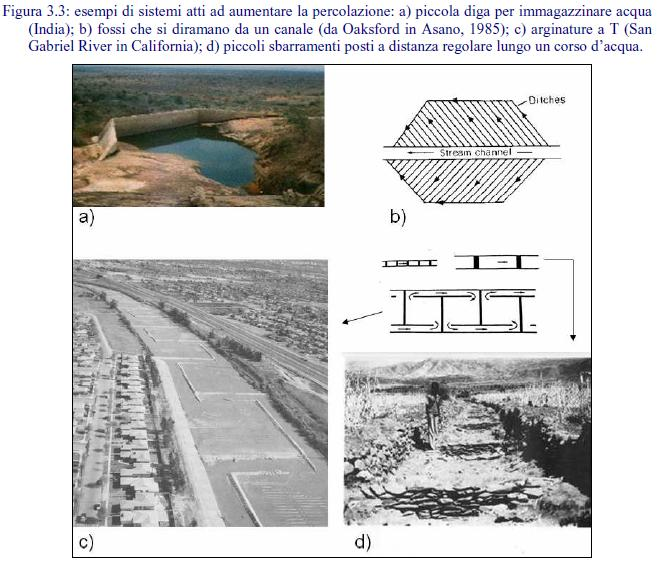 Figura 3.3: esempi di sistemi atti ad aumentare la percolazione: a) piccola diga per immagazzinare acqua
(India); b) fossi che si diramano da un canale (da Oaksford in Asano, 1985); c) arginature a T (San
Gabriel River in California); d) piccoli sbarramenti posti a distanza regolare lungo un corso d'acqua.
Ditches
Stream channel
a)
b)
c)
d)